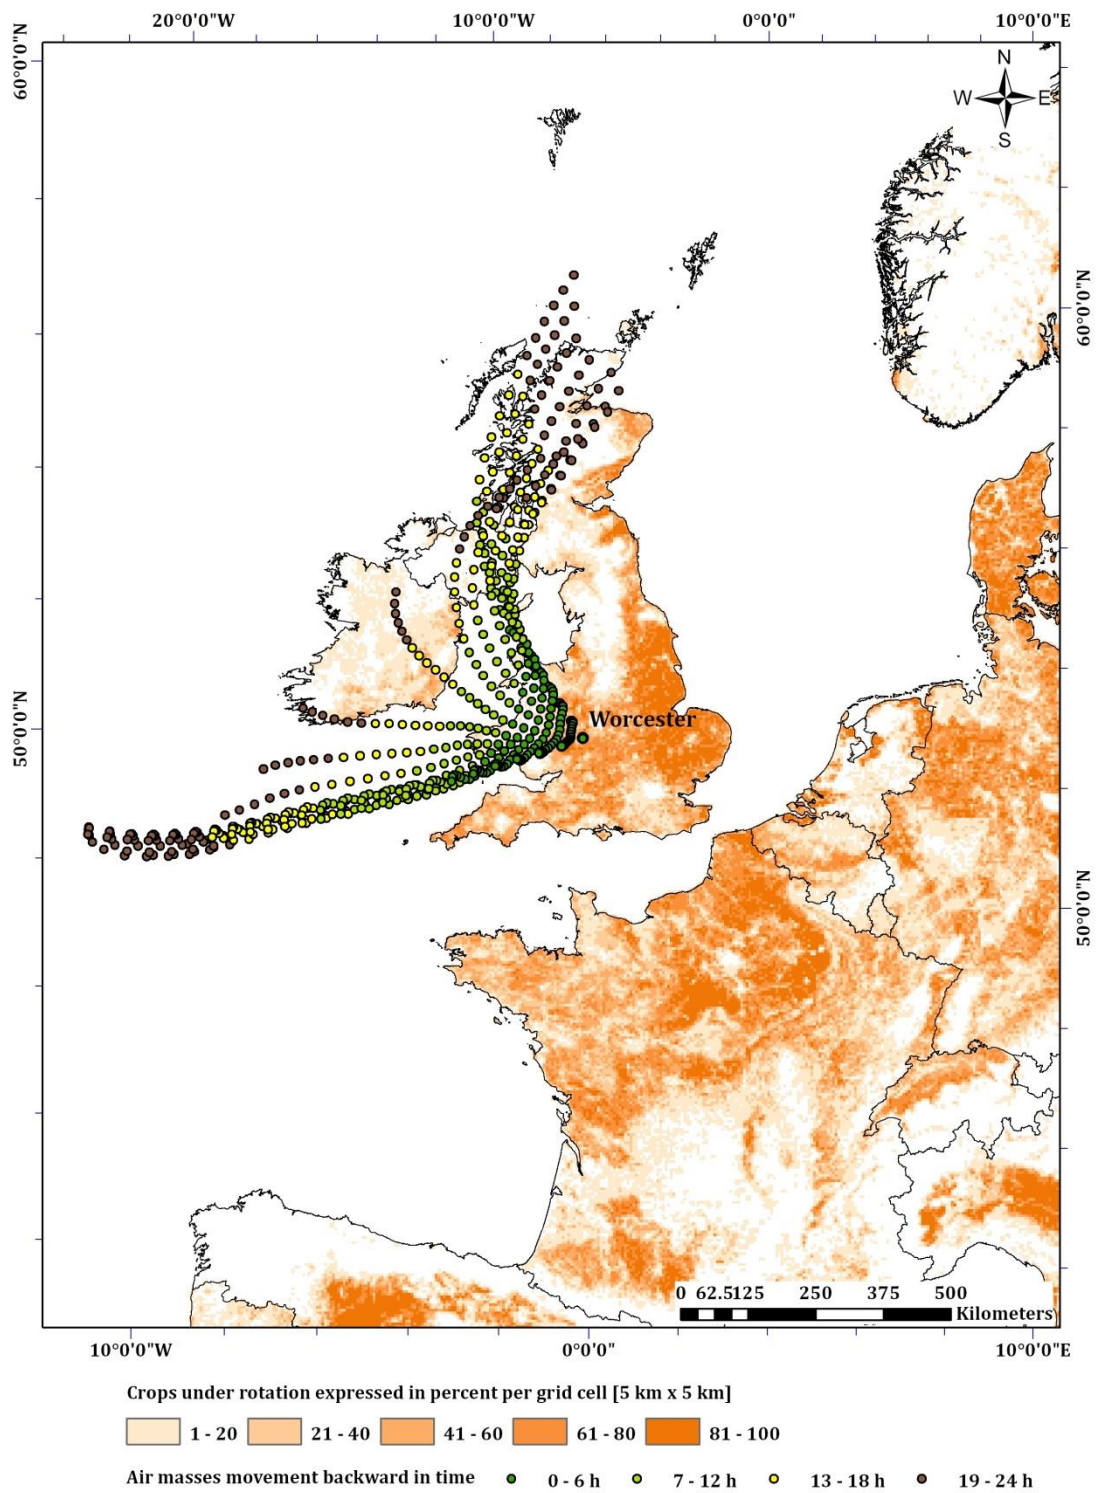 20°0'0"W 10°0'0"W 0°0'0" 10°0'0"E
60°0'0"N
N
W E
S
60°0'0"N
50°0'0"N
Worcester
50°0'0"N
0 62.5 125 250 375 500
Kilometers
10°0'0"W 0°0'0" 10°0'0"E
Crops under rotation expressed in percent per grid cell [5 km x 5 km]
1 - 20 21 - 40 41 - 60 61 - 80 81 - 100
Air masses movement backward in time 0 - 6 h 7 - 12 h 13 - 18 h 19 - 24 h